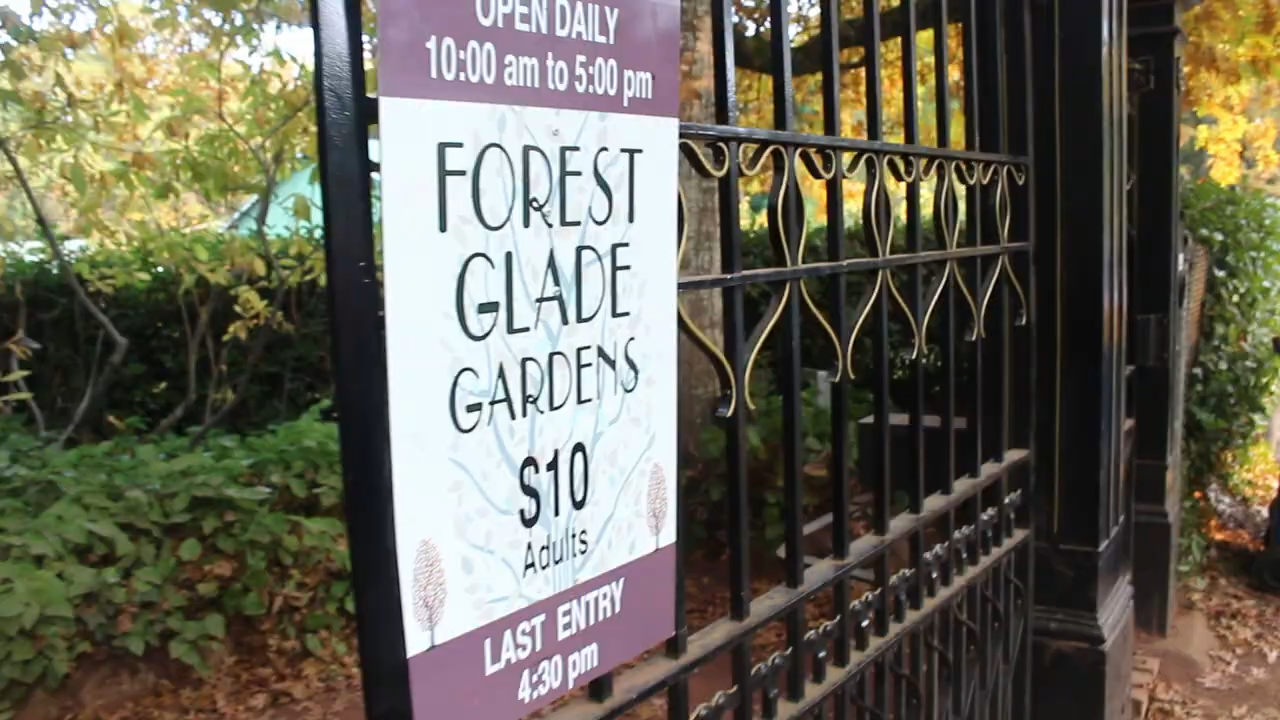 OPEN DAILY
10:00 am to 5:00 pm
FOREST
GLADE
GARDENS
$10
Adults
LAST ENTRY
4:30 pm